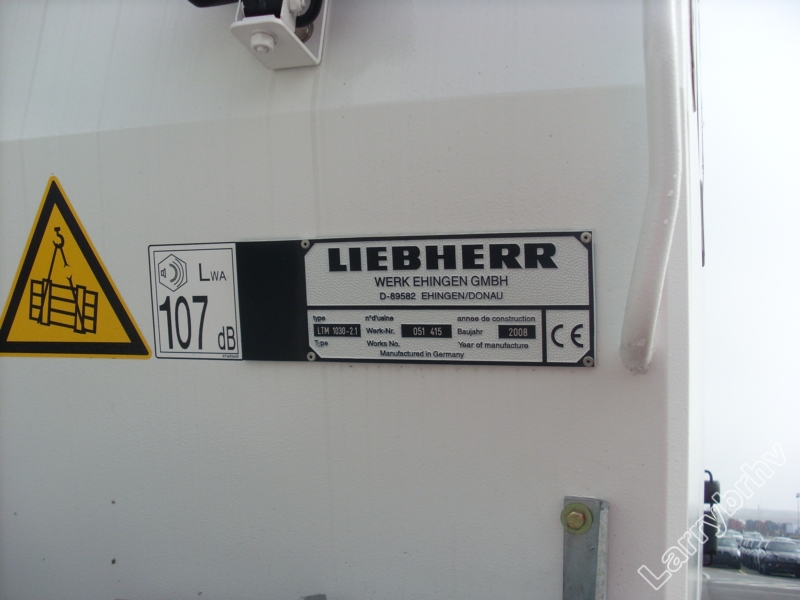 LIEBHERR
WERK EHINGEN GMBH
D-89582 EHINGEN/DONAU
type n°d'usine annee de construction
LTM 1030-2.1 Werk-Nr. 051 415 Baujahr 2008
Type Works No. Year of manufacture
Manufactured in Germany
CE
LWA
107 dB
Larrybrhv